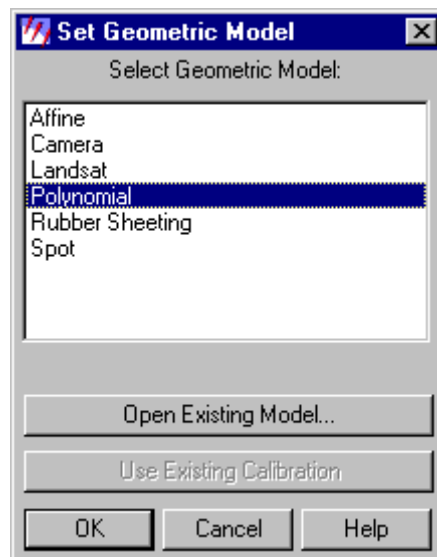 Set Geometric Model
Select Geometric Model:
Affine
Camera
Landsat
Polynomial
Rubber Sheeting
Spot
Open Existing Model...
Use Existing Calibration
OK Cancel Help